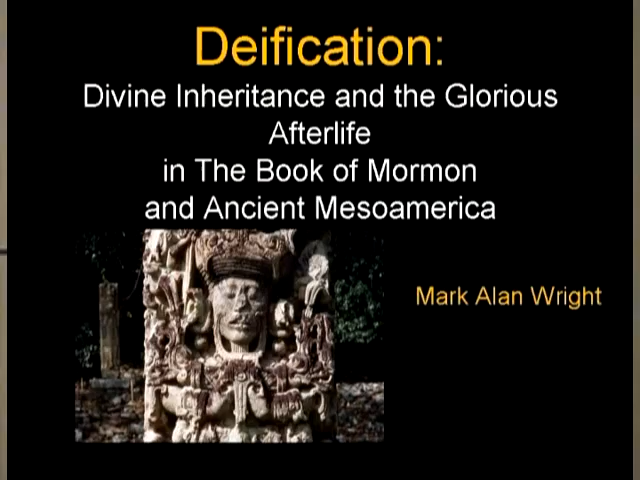 Deification:
Divine Inheritance and the Glorious
Afterlife
in The Book of Mormon
and Ancient Mesoamerica
Mark Alan Wright